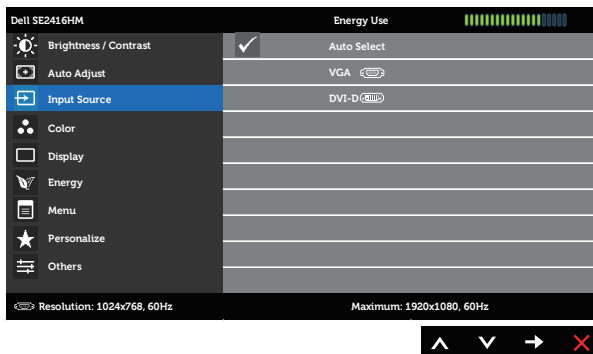 Dell SE2416HM Energy Use
Brightness / Contrast Auto Select
Auto Adjust VGA
Input Source DVI-D
Color
Display
Energy
Menu
Personalize
Others
Resolution: 1024x768, 60Hz Maximum: 1920x1080, 60Hz